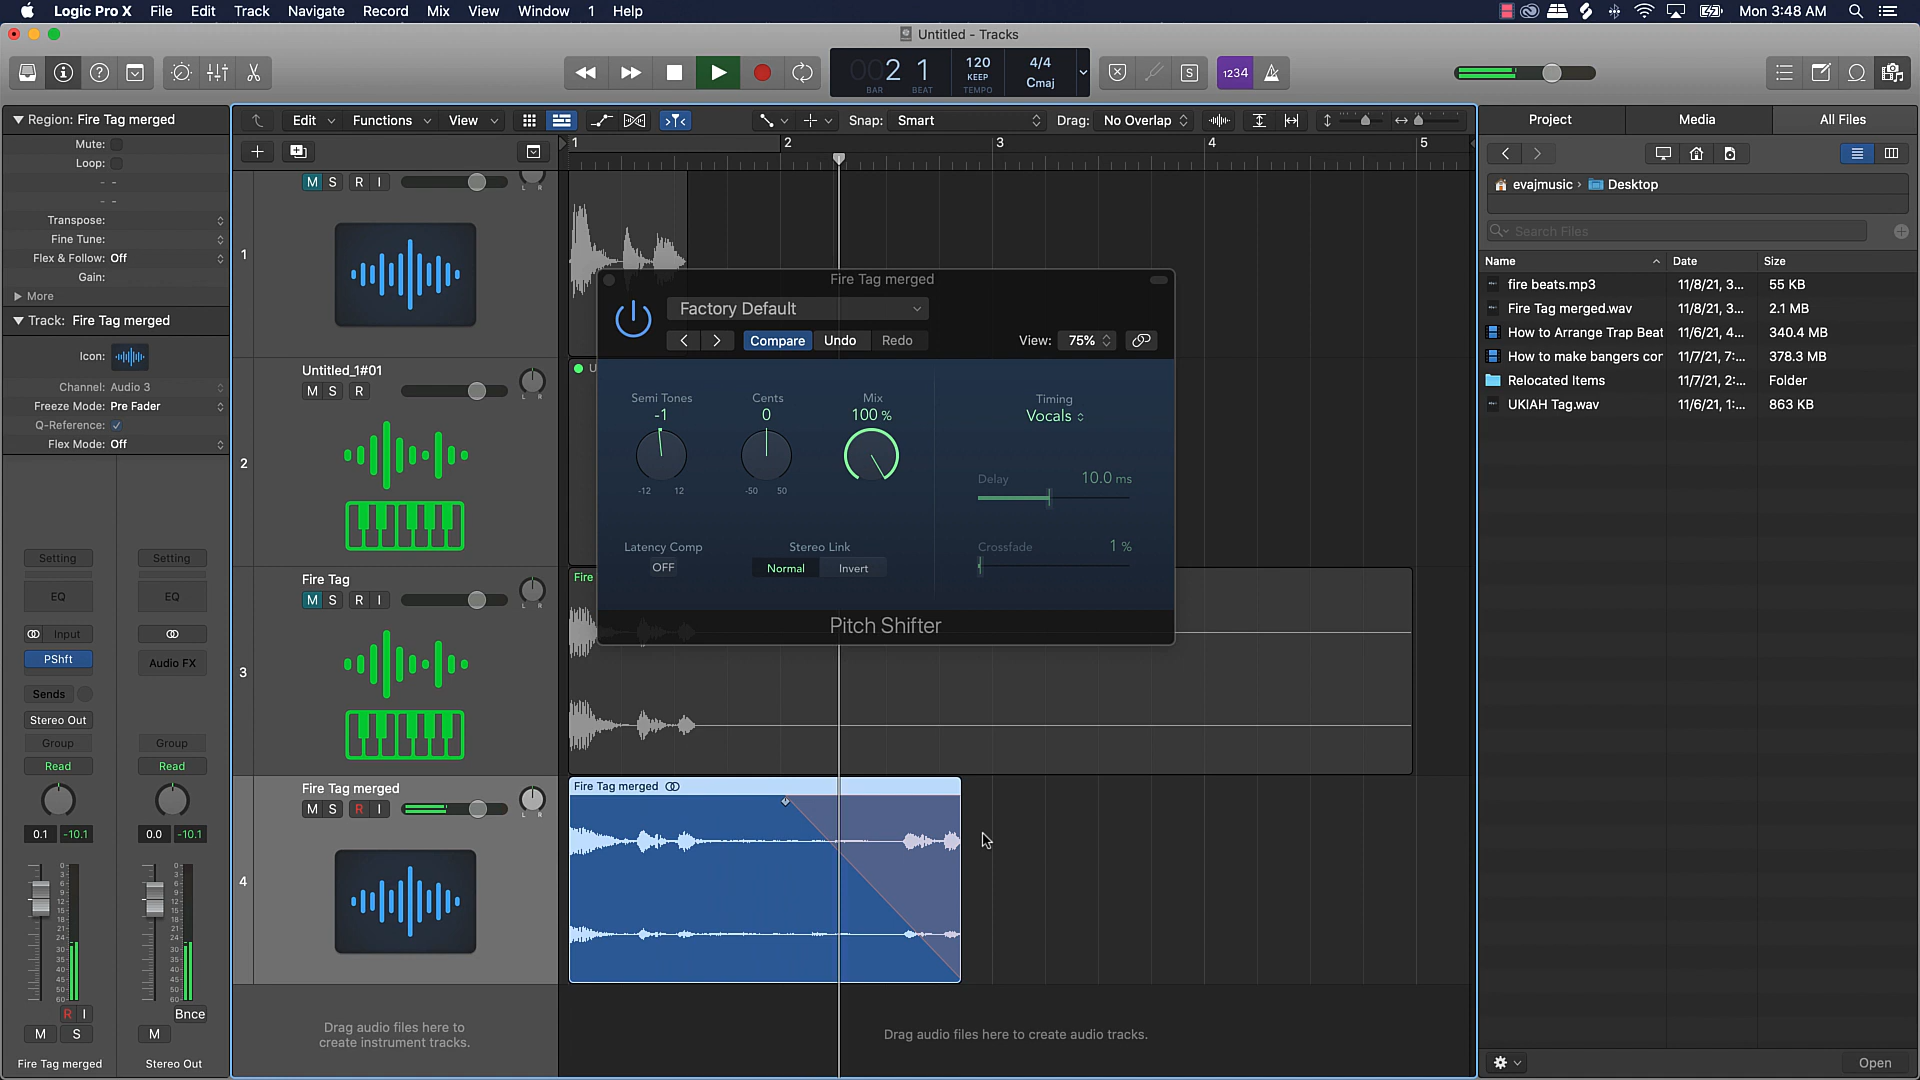 Logic Pro X File Edit Track Navigate Record Mix View Window 1 Help
Mon 3:48 AM
Untitled - Tracks
002 1
BAR BEAT
120
KEEP
TEMPO
4/4
Cmaj
S
1234
Region: Fire Tag merged
Mute:
Loop:
Transpose:
Fine Tune:
Flex & Follow: Off
Gain:
More
Track: Fire Tag merged
Icon:
Channel: Audio 3
Freeze Mode: Pre Fader
Q-Reference:
Flex Mode: Off
Setting Setting
EQ EQ
Input
PShft Audio FX
Sends
Stereo Out
Group Group
Read Read
0.1 -10.1 0.0 -10.1
R I Bnce
M S M
Fire Tag merged Stereo Out
Edit Functions View
Snap: Smart
Drag: No Overlap
1 2 3 4 5
1
M S R I
2
Untitled_1#01
M S R
3
Fire Tag
M S R I
4
Fire Tag merged
M S R I
Drag audio files here to
create instrument tracks.
Fire
Fire Tag merged
Drag audio files here to create audio tracks.
Fire Tag merged
Factory Default
Compare Undo Redo
View: 75%
Semi Tones Cents Mix Timing
-1 0 100 % Vocals
-12 12 -50 50
Delay 10.0 ms
Latency Comp Stereo Link Crossfade 1 %
OFF Normal Invert
Pitch Shifter
Project Media All Files
evajmusic › Desktop
Search Files
Name Date Size
fire beats.mp3 11/8/21, 3... 55 KB
Fire Tag merged.wav 11/8/21, 3... 2.1 MB
How to Arrange Trap Beat 11/6/21, 4... 340.4 MB
How to make bangers cor 11/7/21, 7:... 378.3 MB
Relocated Items 11/7/21, 2:... Folder
UKIAH Tag.wav 11/6/21, 1:... 863 KB
Open